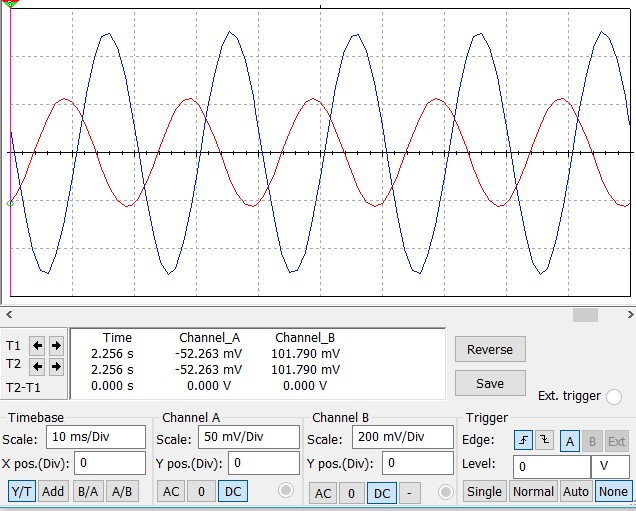 Time Channel_A Channel_B
T1 2.256 s -52.263 mV 101.790 mV
T2 2.256 s -52.263 mV 101.790 mV
T2-T1 0.000 s 0.000 V 0.000 V
Reverse
Save
Ext. trigger
Timebase
Scale: 10 ms/Div
X pos.(Div): 0
Y/T Add B/A A/B
Channel A
Scale: 50 mV/Div
Y pos.(Div): 0
AC 0 DC
Channel B
Scale: 200 mV/Div
Y pos.(Div): 0
AC 0 DC -
Trigger
Edge: A B Ext
Level: 0 V
Single Normal Auto None